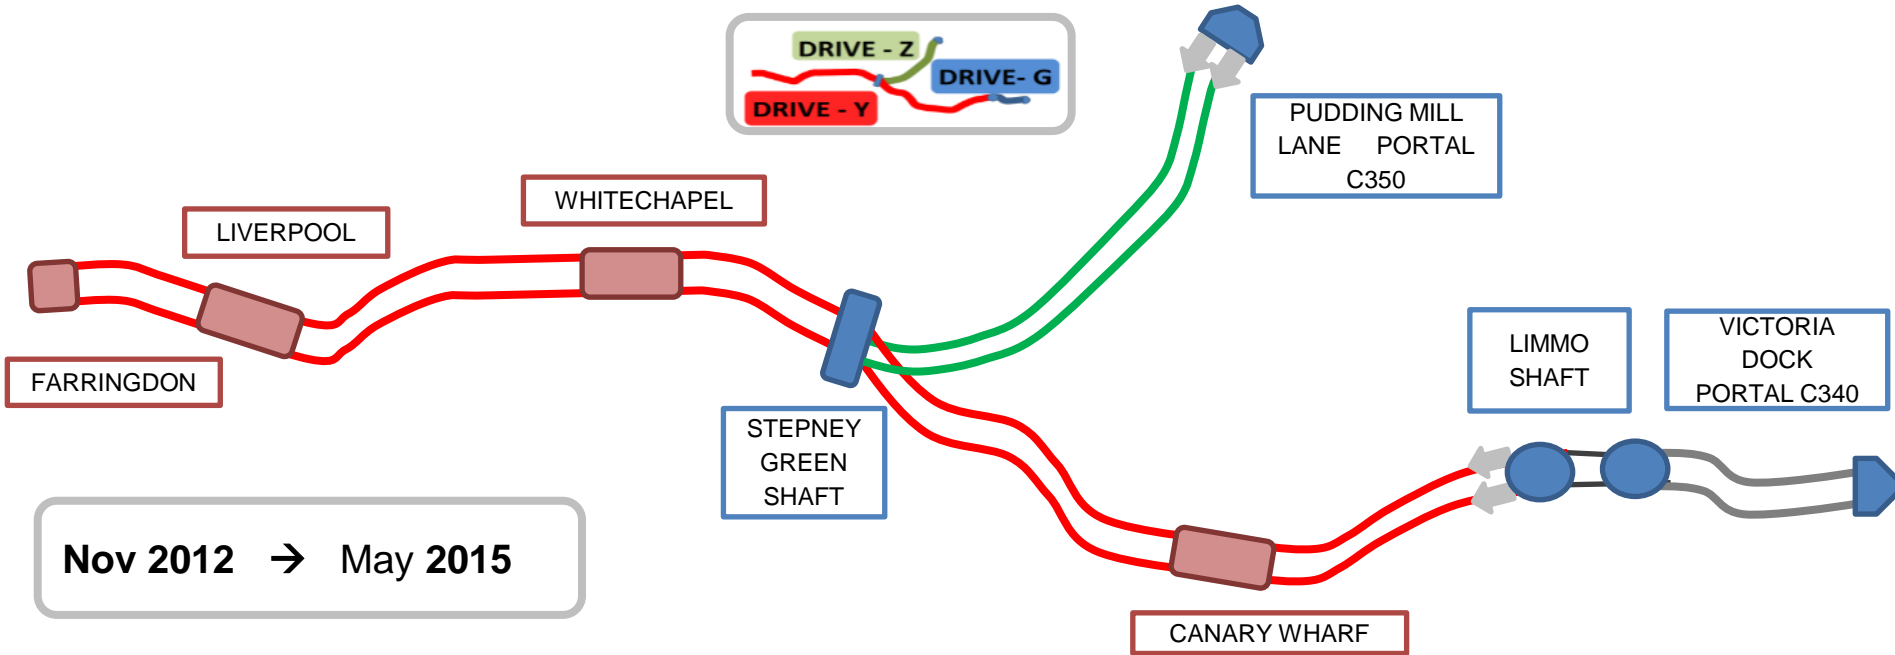 DRIVE - Z
DRIVE- G
DRIVE - Y
PUDDING MILL
LANE PORTAL
C350
WHITECHAPEL
LIVERPOOL
FARRINGDON
LIMMO
SHAFT
VICTORIA
DOCK
PORTAL C340
STEPNEY
GREEN
SHAFT
Nov 2012 → May 2015
CANARY WHARF